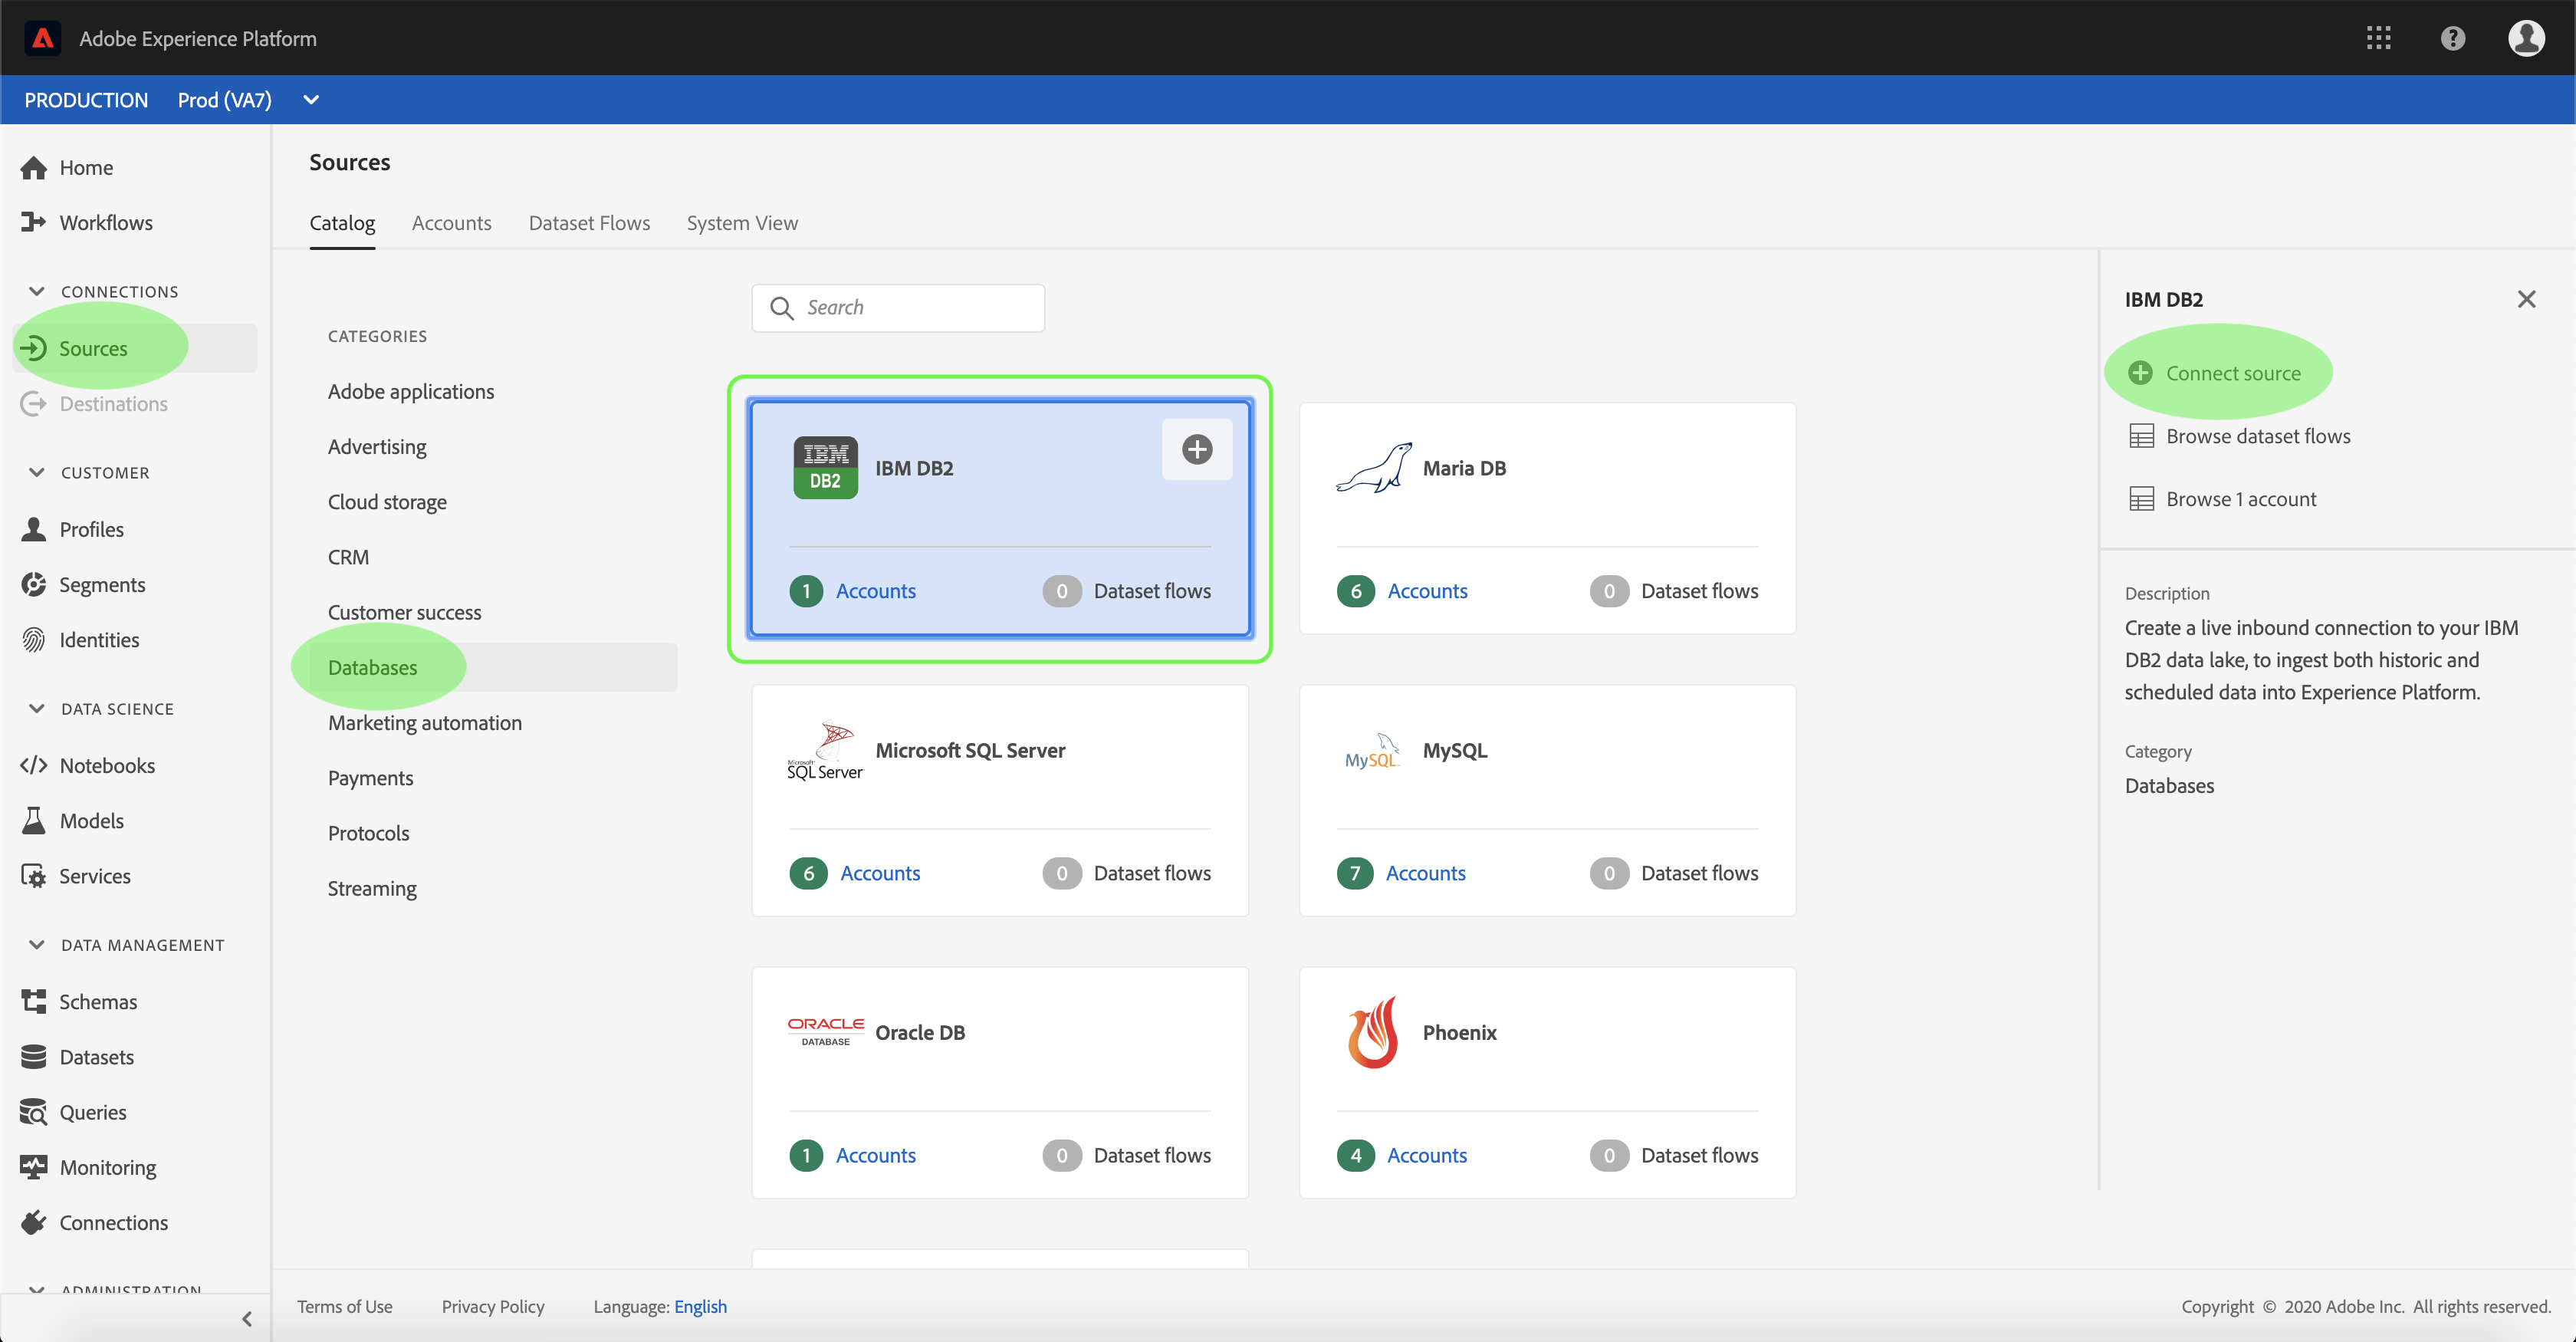 Adobe Experience Platform
?
PRODUCTION Prod (VA7)
Home
Workflows
CONNECTIONS
Sources
Destinations
CUSTOMER
Profiles
Segments
Identities
DATA SCIENCE
Notebooks
Models
Services
DATA MANAGEMENT
Schemas
Datasets
Queries
Monitoring
Connections
ADMINISTRATION
Sources
Catalog Accounts Dataset Flows System View
CATEGORIES
Adobe applications
Advertising
Cloud storage
CRM
Customer success
Databases
Marketing automation
Payments
Protocols
Streaming
Search
IBM
DB2
IBM DB2
1 Accounts 0 Dataset flows
Maria DB
6 Accounts 0 Dataset flows
Microsoft
SQL Server
Microsoft SQL Server
6 Accounts 0 Dataset flows
MySQL
MySQL
7 Accounts 0 Dataset flows
ORACLE
DATABASE
Oracle DB
1 Accounts 0 Dataset flows
Phoenix
4 Accounts 0 Dataset flows
IBM DB2
Connect source
Browse dataset flows
Browse 1 account
Description
Create a live inbound connection to your IBM
DB2 data lake, to ingest both historic and
scheduled data into Experience Platform.
Category
Databases
Terms of Use Privacy Policy Language: English
Copyright © 2020 Adobe Inc. All rights reserved.